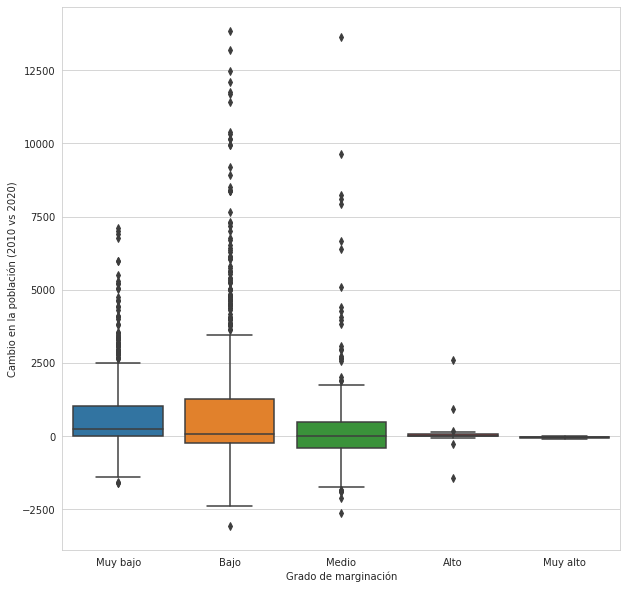 Cambio en la población (2010 vs 2020)
12500
10000
7500
5000
2500
0
−2500
Muy bajo
Bajo
Medio
Alto
Muy alto
Grado de marginación